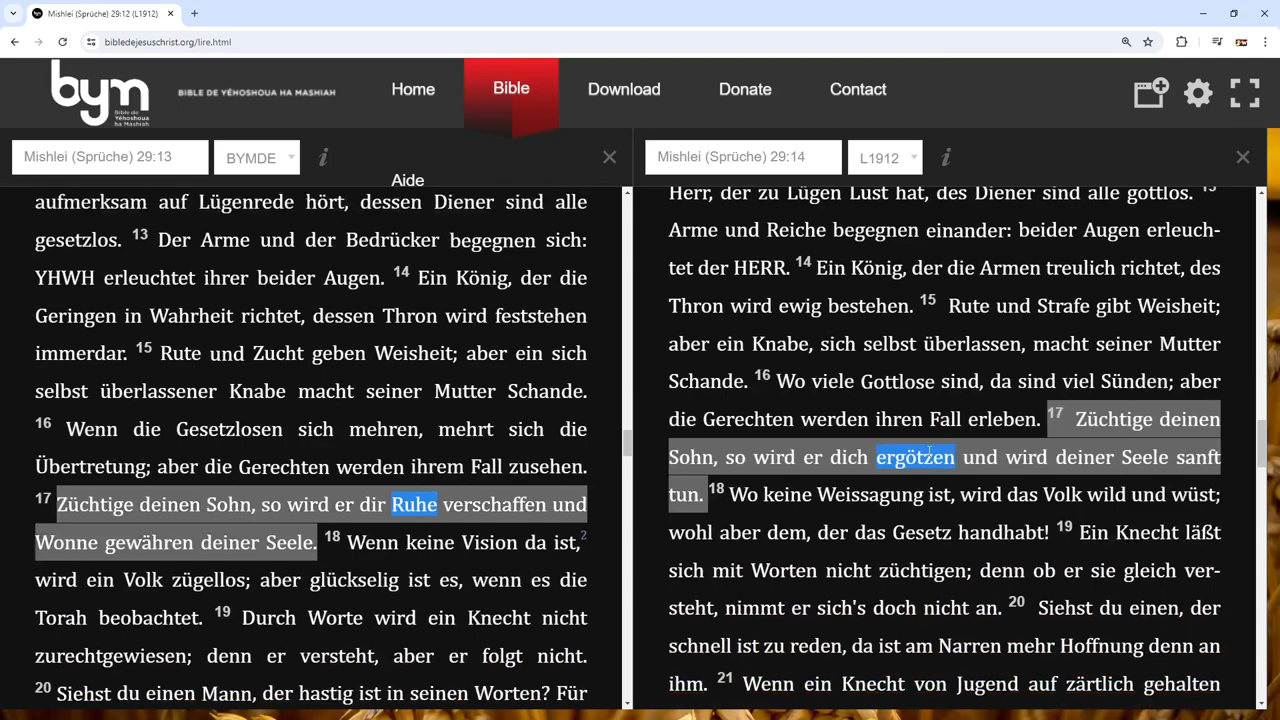 Mishlei (Sprüche) 29:12 (L1912)
bibledejesuschrist.org/lire.html
bym
Bible de
Yéhoshoua
ha Mashiah
BIBLE DE YÉHOSHOUA HA MASHIAH
Home
Bible
Download
Donate
Contact
Mishlei (Sprüche) 29:13
BYMDE
Aide
aufmerksam auf Lügenrede hört, dessen Diener sind alle
gesetzlos. 13 Der Arme und der Bedrücker begegnen sich:
YHWH erleuchtet ihrer beider Augen. 14 Ein König, der die
Geringen in Wahrheit richtet, dessen Thron wird feststehen
immerdar. 15 Rute und Zucht geben Weisheit; aber ein sich
selbst überlassener Knabe macht seiner Mutter Schande.
16 Wenn die Gesetzlosen sich mehren, mehrt sich die
Übertretung; aber die Gerechten werden ihrem Fall zusehen.
17 Züchtige deinen Sohn, so wird er dir Ruhe verschaffen und
Wonne gewähren deiner Seele. 18 Wenn keine Vision da ist,2
wird ein Volk zügellos; aber glückselig ist es, wenn es die
Torah beobachtet. 19 Durch Worte wird ein Knecht nicht
zurechtgewiesen; denn er versteht, aber er folgt nicht.
20 Siehst du einen Mann, der hastig ist in seinen Worten? Für
Mishlei (Sprüche) 29:14
L1912
Herr, der zu Lügen Lust hat, des Diener sind alle gottlos. 13
Arme und Reiche begegnen einander: beider Augen erleuch-
tet der HERR. 14 Ein König, der die Armen treulich richtet, des
Thron wird ewig bestehen. 15 Rute und Strafe gibt Weisheit;
aber ein Knabe, sich selbst überlassen, macht seiner Mutter
Schande. 16 Wo viele Gottlose sind, da sind viel Sünden; aber
die Gerechten werden ihren Fall erleben. 17 Züchtige deinen
Sohn, so wird er dich ergötzen und wird deiner Seele sanft
tun. 18 Wo keine Weissagung ist, wird das Volk wild und wüst;
wohl aber dem, der das Gesetz handhabt! 19 Ein Knecht läßt
sich mit Worten nicht züchtigen; denn ob er sie gleich ver-
steht, nimmt er sich's doch nicht an. 20 Siehst du einen, der
schnell ist zu reden, da ist am Narren mehr Hoffnung denn an
ihm. 21 Wenn ein Knecht von Jugend auf zärtlich gehalten